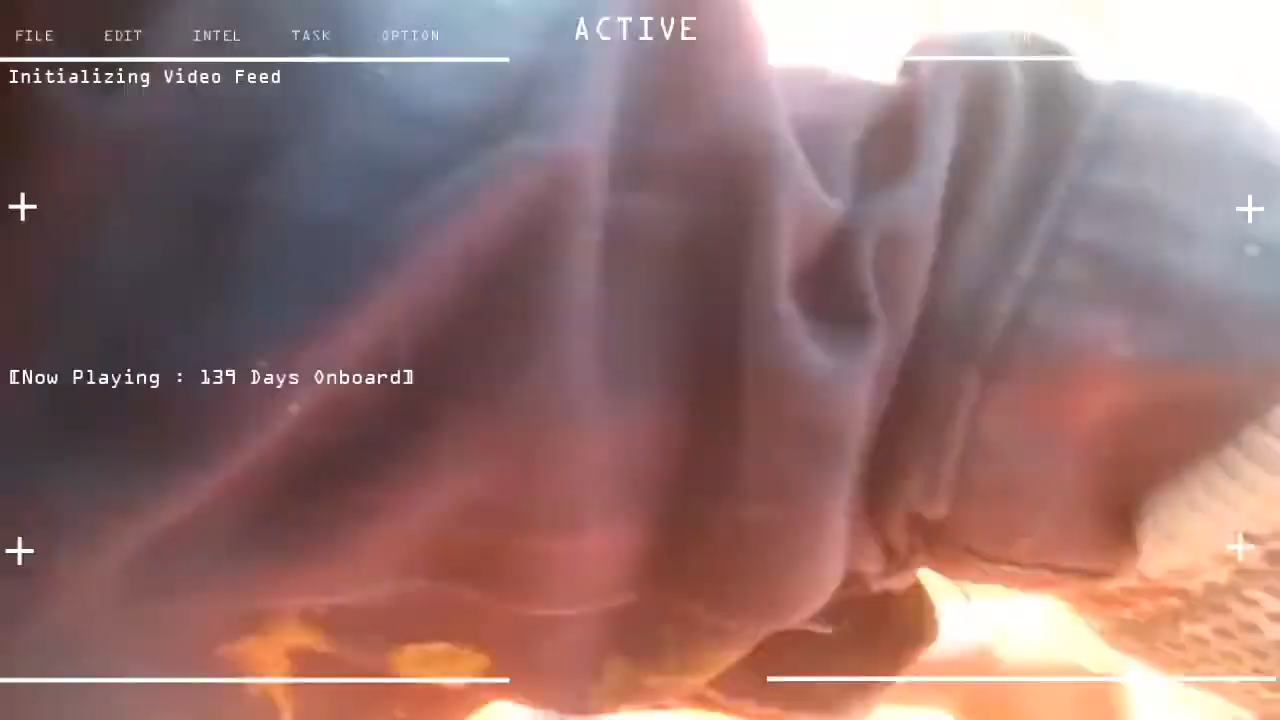 FILE EDIT INTEL TASK OPTION
ACTIVE
Initializing Video Feed
[Now Playing : 139 Days Onboard]